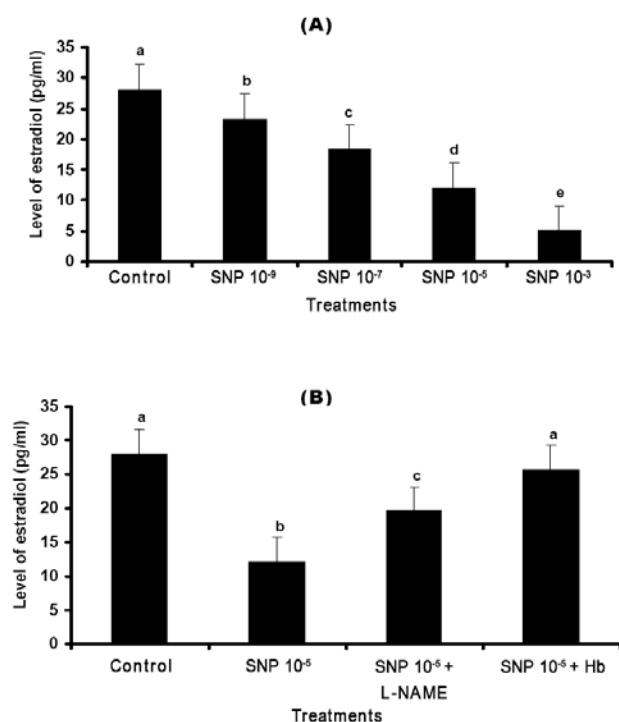 (A)
Level of estradiol (pg/ml)
35
30
25
20
15
10
5
0
a
b
c
d
e
Control SNP 10⁻⁹ SNP 10⁻⁷ SNP 10⁻⁵ SNP 10⁻³
Treatments
(B)
Level of estradiol (pg/ml)
35
30
25
20
15
10
5
0
a
b
c
a
Control SNP 10⁻⁵ SNP 10⁻⁵ + SNP 10⁻⁵ + Hb
L-NAME
Treatments